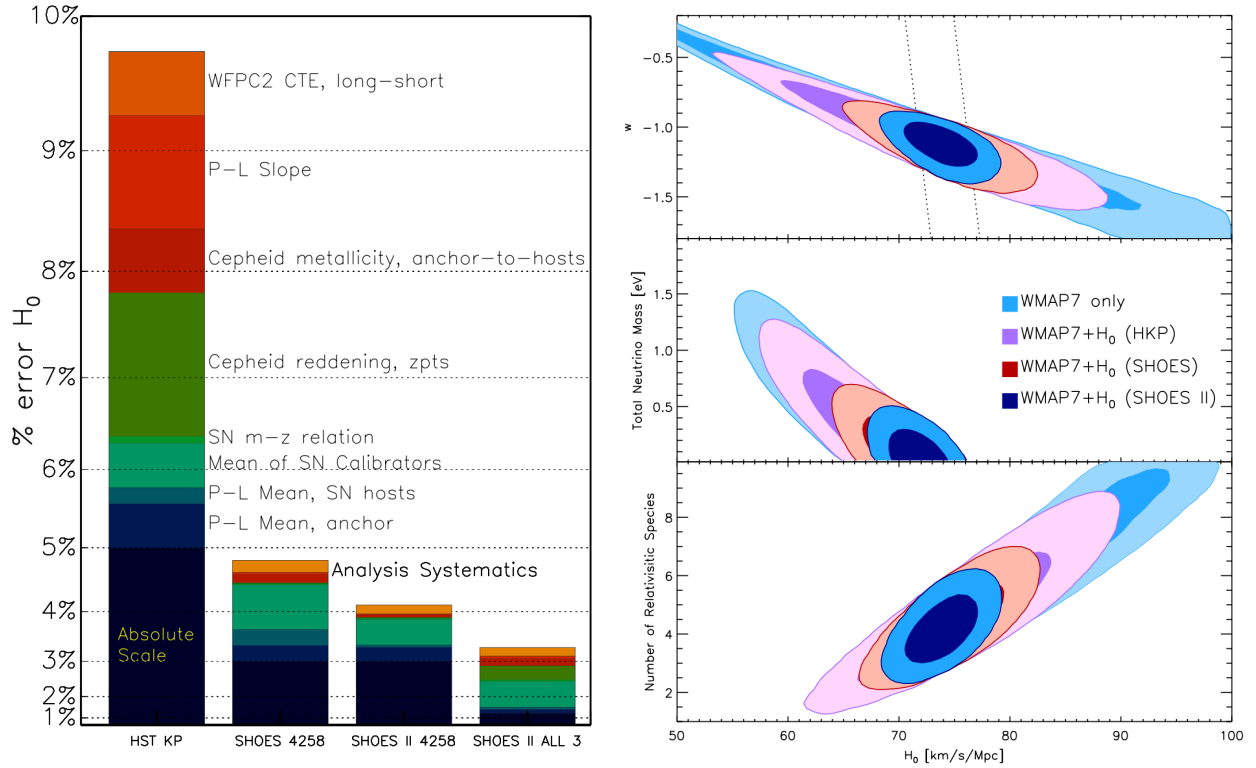 10%
9%
8%
7%
6%
5%
4%
3%
2%
1%
% error H₀
WFPC2 CTE, long-short
P-L Slope
Cepheid metallicity, anchor-to-hosts
Cepheid reddening, zpts
SN m-z relation
Mean of SN Calibrators
P-L Mean, SN hosts
P-L Mean, anchor
Analysis Systematics
Absolute
Scale
HST KP
SHOES 4258
SHOES II 4258
SHOES II ALL 3
-0.5
-1.0
-1.5
w
1.5
1.0
0.5
Total Neutrino Mass [eV]
WMAP7 only
WMAP7+H₀ (HKP)
WMAP7+H₀ (SHOES)
WMAP7+H₀ (SHOES II)
8
6
4
2
Number of Relativisitic Species
50 60 70 80 90 100
H₀ [km/s/Mpc]